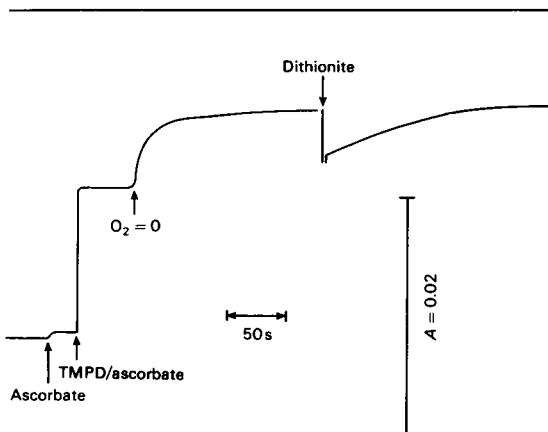 Dithionite
O₂ = 0
A = 0.02
50s
TMPD/ascorbate
Ascorbate